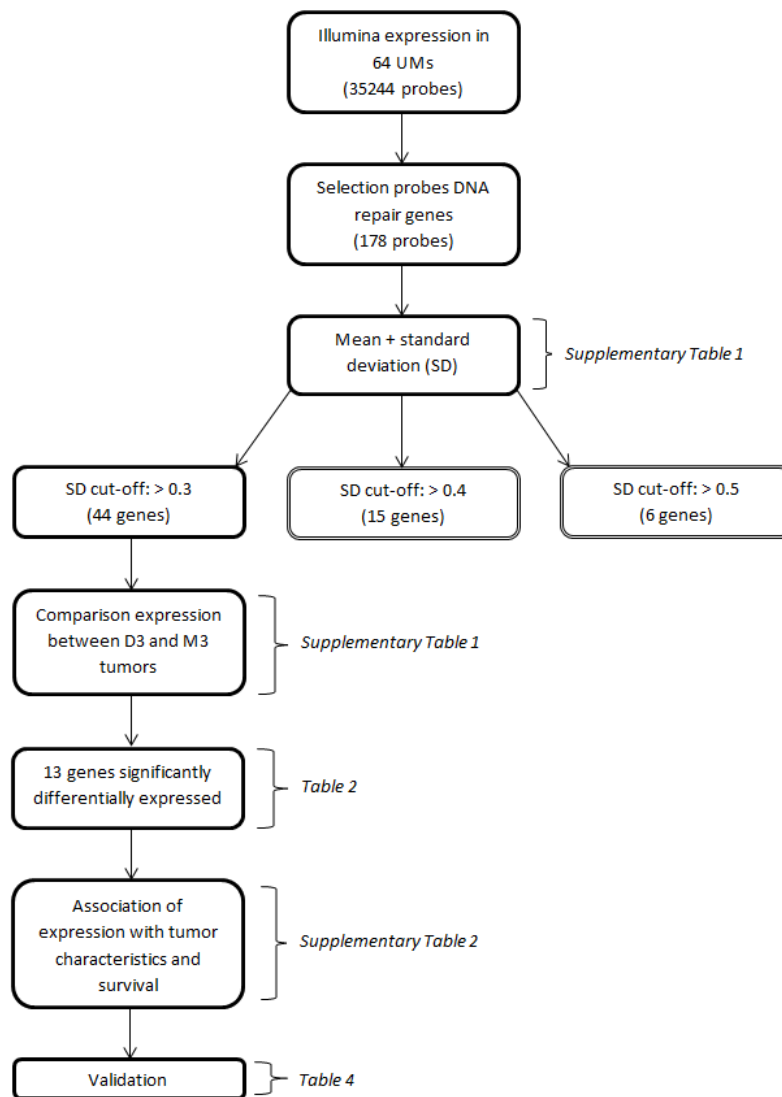 Illumina expression in
64 UMs
(35244 probes)
Selection probes DNA
repair genes
(178 probes)
Mean + standard
deviation (SD)
Supplementary Table 1
SD cut-off: > 0.3
(44 genes)
SD cut-off: > 0.4
(15 genes)
SD cut-off: > 0.5
(6 genes)
Comparison expression
between D3 and M3
tumors
Supplementary Table 1
13 genes significantly
differentially expressed
Table 2
Association of
expression with tumor
characteristics and
survival
Supplementary Table 2
Validation
Table 4